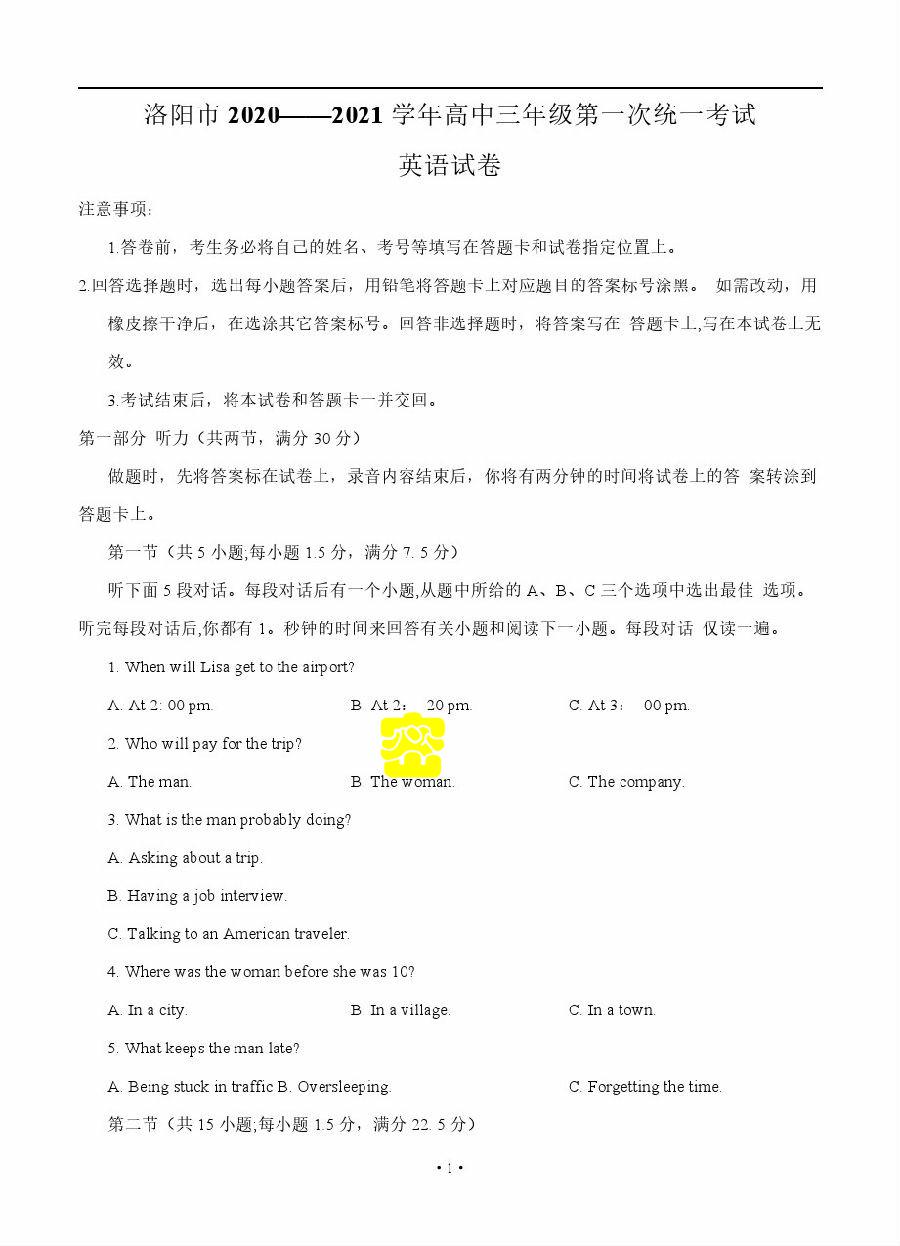 洛阳市 2020——2021 学年高中三年级第一次统一考试
英语试卷
注意事项:
1.答卷前，考生务必将自己的姓名、考号等填写在答题卡和试卷指定位置上。
2.回答选择题时，选出每小题答案后，用铅笔将答题卡上对应题目的答案标号涂黑。 如需改动，用
橡皮擦干净后，在选涂其它答案标号。回答非选择题时，将答案写在 答题卡上,写在本试卷上无
效。
3.考试结束后，将本试卷和答题卡一并交回。
第一部分 听力（共两节，满分 30 分）
做题时，先将答案标在试卷上，录音内容结束后，你将有两分钟的时间将试卷上的答 案转涂到
答题卡上。
第一节（共 5 小题;每小题 1.5 分，满分 7. 5 分）
听下面 5 段对话。每段对话后有一个小题,从题中所给的 A、B、C 三个选项中选出最佳 选项。
听完每段对话后,你都有 1。秒钟的时间来回答有关小题和阅读下一小题。每段对话 仅读一遍。
1. When will Lisa get to the airport?
A. At 2: 00 pm. B At 2： 20 pm. C. At 3： 00 pm.
2. Who will pay for the trip?
A. The man. B The woman. C. The company.
3. What is the man probably doing?
A. Asking about a trip.
B. Having a job interview.
C. Talking to an American traveler.
4. Where was the woman before she was 10?
A. In a city. B In a village. C. In a town.
5. What keeps the man late?
A. Being stuck in traffic B. Oversleeping. C. Forgetting the time.
第二节（共 15 小题;每小题 1.5 分，满分 22. 5 分）
• 1 •